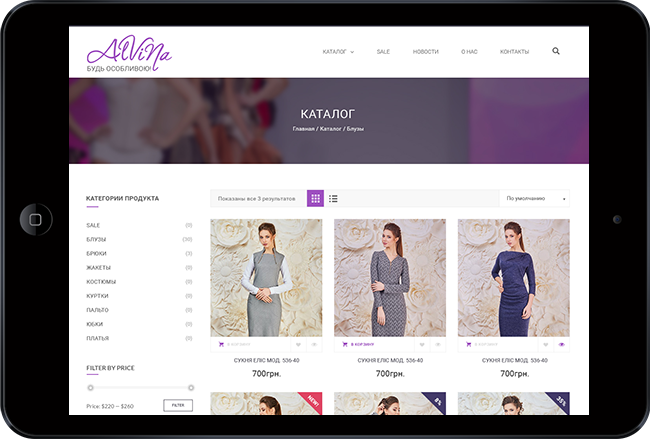 AlViNa
БУДЬ ОСОБЛИВОЮ!
КАТАЛОГ SALE НОВОСТИ О НАС КОНТАКТЫ
КАТАЛОГ
Главная / Каталог / Блузы
КАТЕГОРИИ ПРОДУКТА
SALE (0)
БЛУЗЫ (30)
БРЮКИ (3)
ЖАКЕТЫ (0)
КОСТЮМЫ (0)
КУРТКИ (0)
ПАЛЬТО (0)
ЮБКИ (0)
ПЛАТЬЯ (0)
FILTER BY PRICE
Price: $220 — $260 FILTER
Показаны все 3 результатов По умолчанию
В КОРЗИНУ В КОРЗИНУ В КОРЗИНУ
СУКНЯ ЕЛІС МОД. 536-40 СУКНЯ ЕЛІС МОД. 536-40 СУКНЯ ЕЛІС МОД. 536-40
700грн. 700грн. 700грн.
NEW! 8% 35%